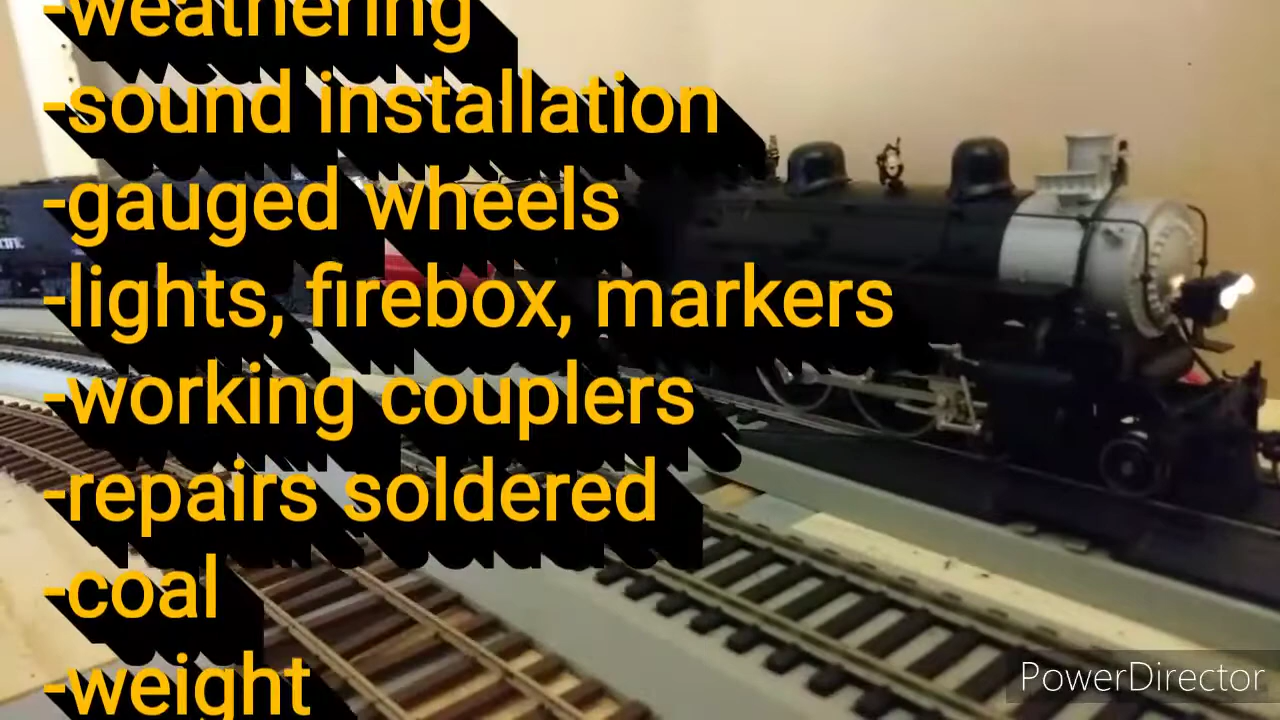 -weathering
-sound installation
-gauged wheels
-lights, firebox, markers
-working couplers
-repairs soldered
-coal
-weight
PowerDirector